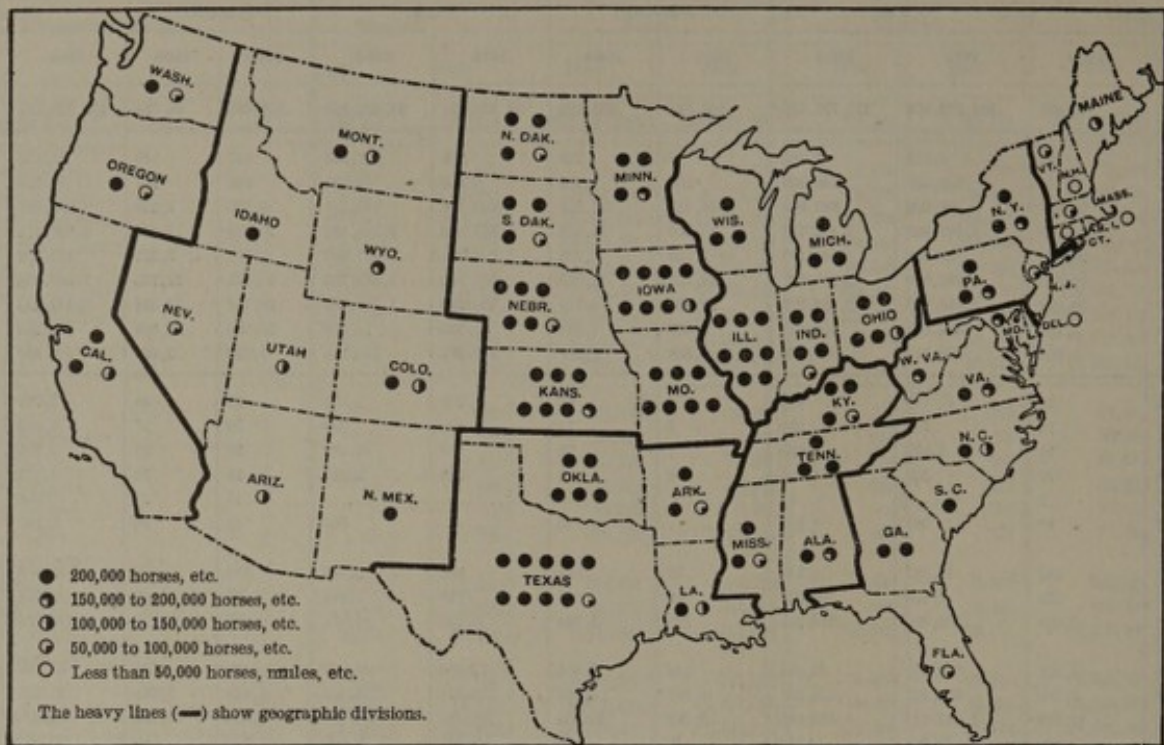 WASH.
MONT.
N. DAK.
MINN.
MAINE
OREGON
IDAHO
S. DAK.
WIS.
MICH.
N. Y.
VT.
N.H.
MASS.
R. I.
CT.
WYO.
NEBR.
IOWA
PA.
N. J.
NEV.
UTAH
COLO.
ILL.
IND.
OHIO
MD.
DEL.
CAL.
KANS.
MO.
W. VA.
VA.
KY.
ARIZ.
N. MEX.
OKLA.
ARK.
TENN.
N. C.
S. C.
TEXAS
LA.
MISS.
ALA.
GA.
FLA.
200,000 horses, etc.
150,000 to 200,000 horses, etc.
100,000 to 150,000 horses, etc.
50,000 to 100,000 horses, etc.
Less than 50,000 horses, mules, etc.
The heavy lines (━) show geographic divisions.